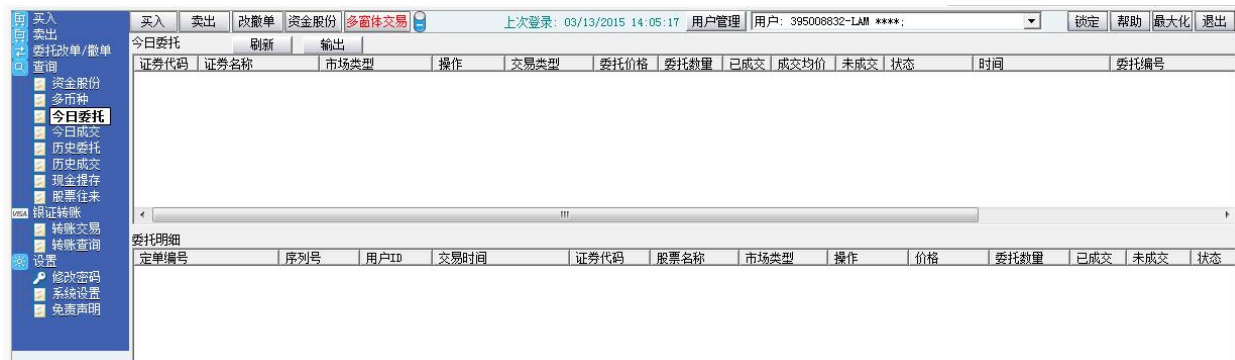 买入 卖出 改撤单 资金股份 多窗体交易 上次登录: 03/13/2015 14:05:17 用户管理 用户: 395008832-LAM ****; 锁定 帮助 最大化 退出
买入
卖出
委托改单/撤单
查询
资金股份
多币种
今日委托
今日成交
历史委托
历史成交
现金提存
股票往来
VISA 银证转账
转账交易
转账查询
设置
修改密码
系统设置
免责声明
今日委托 刷新 输出
证券代码 证券名称 市场类型 操作 交易类型 委托价格 委托数量 已成交 成交均价 未成交 状态 时间 委托编号
委托明细
定单编号 序列号 用户ID 交易时间 证券代码 股票名称 市场类型 操作 价格 委托数量 已成交 未成交 状态